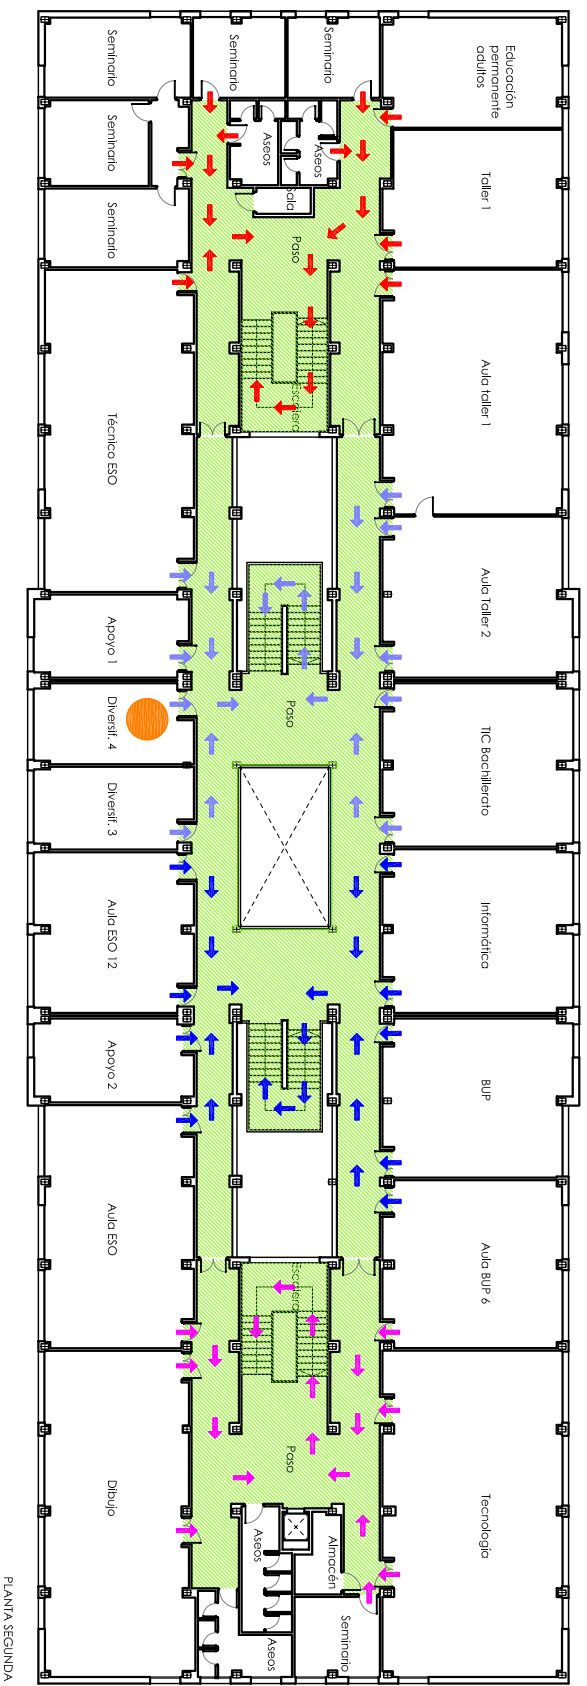 Seminario
Seminario
Seminario
Educación
permanente
adultos
Seminario
Aseos
Aseos
Taller 1
Seminario
Sala
Paso
Técnico ESO
Escalera
Aula taller 1
Apoyo 1
Aula Taller 2
Diversif. 4
Paso
TIC Bachillerato
Diversif. 3
Aula ESO 12
Informática
Apoyo 2
BUP
Aula ESO
Escalera
Aula BUP 6
Dibujo
Paso
Tecnología
Aseos
Almacén
Aseos
Seminario
PLANTA SEGUNDA